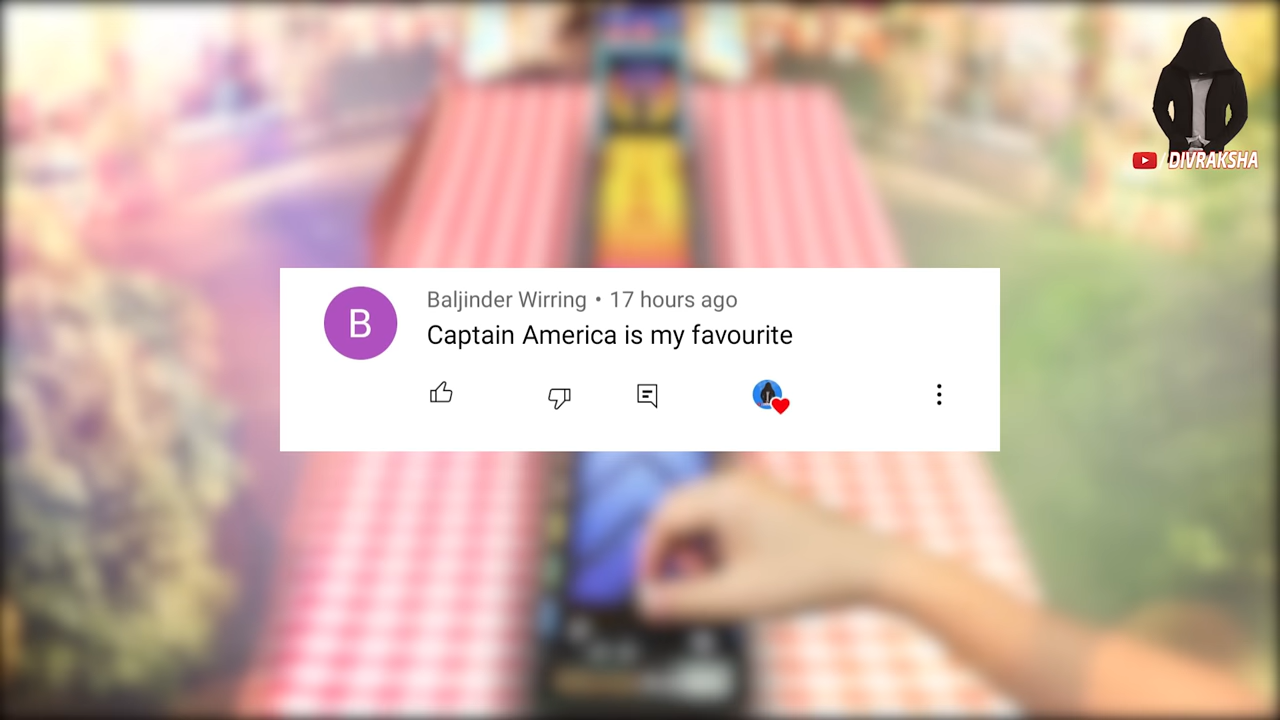 DIVRAKSHA
B
Baljinder Wirring • 17 hours ago
Captain America is my favourite